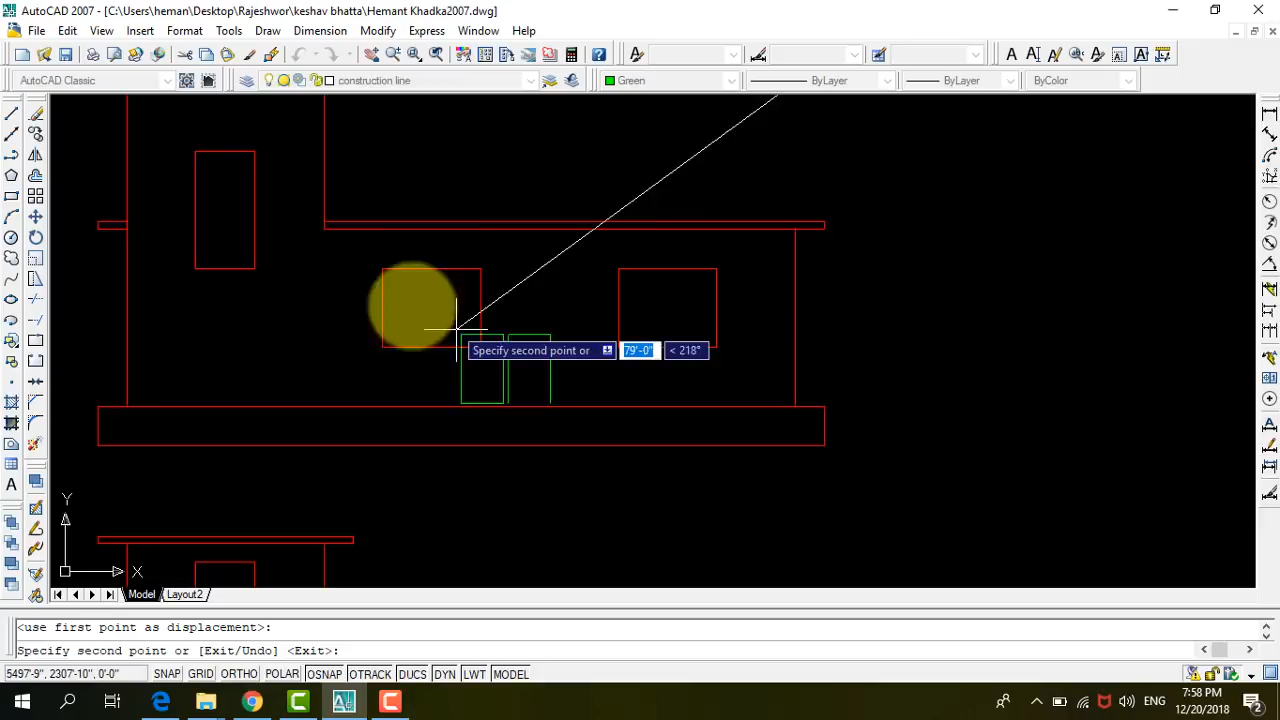 AutoCAD 2007 - [C:\Users\heman\Desktop\Rajeshwor\keshav bhatta\Hemant Khadka2007.dwg]
File Edit View Insert Format Tools Draw Dimension Modify Express Window Help
AutoCAD Classic construction line Green ByLayer ByLayer ByColor
Specify second point or 79'-0" < 218°
Y
X
Model Layout2
<use first point as displacement>:
Specify second point or [Exit/Undo] <Exit>:
5497'-9", 2307'-10", 0'-0" SNAP GRID ORTHO POLAR OSNAP OTRACK DUCS DYN LWT MODEL
ENG 7:58 PM
12/20/2018 2